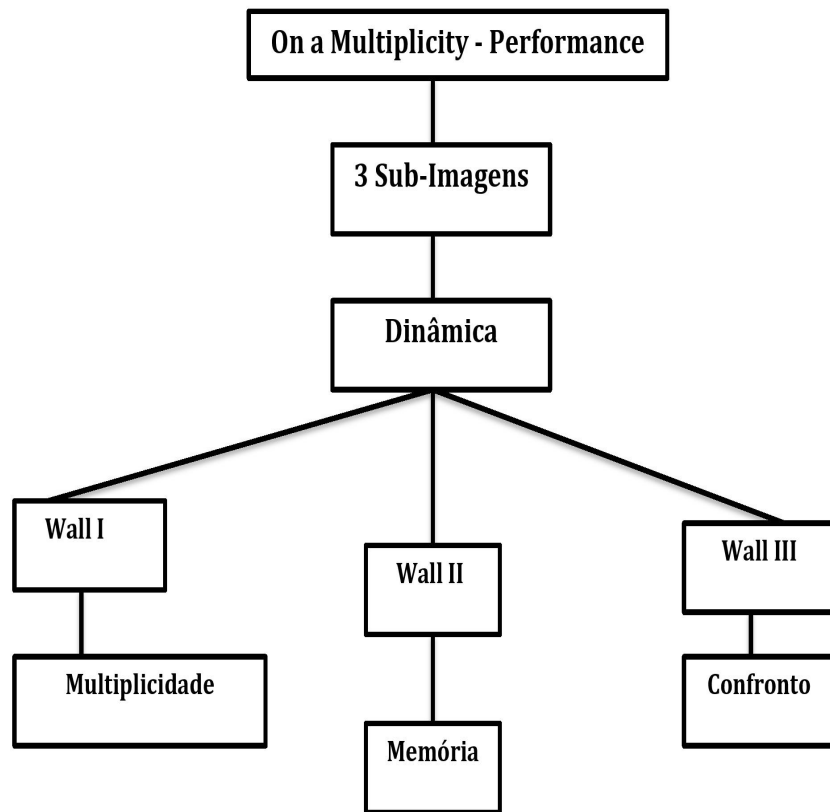 On a Multiplicity - Performance
3 Sub-Imagens
Dinâmica
Wall I
Wall II
Wall III
Multiplicidade
Memória
Confronto